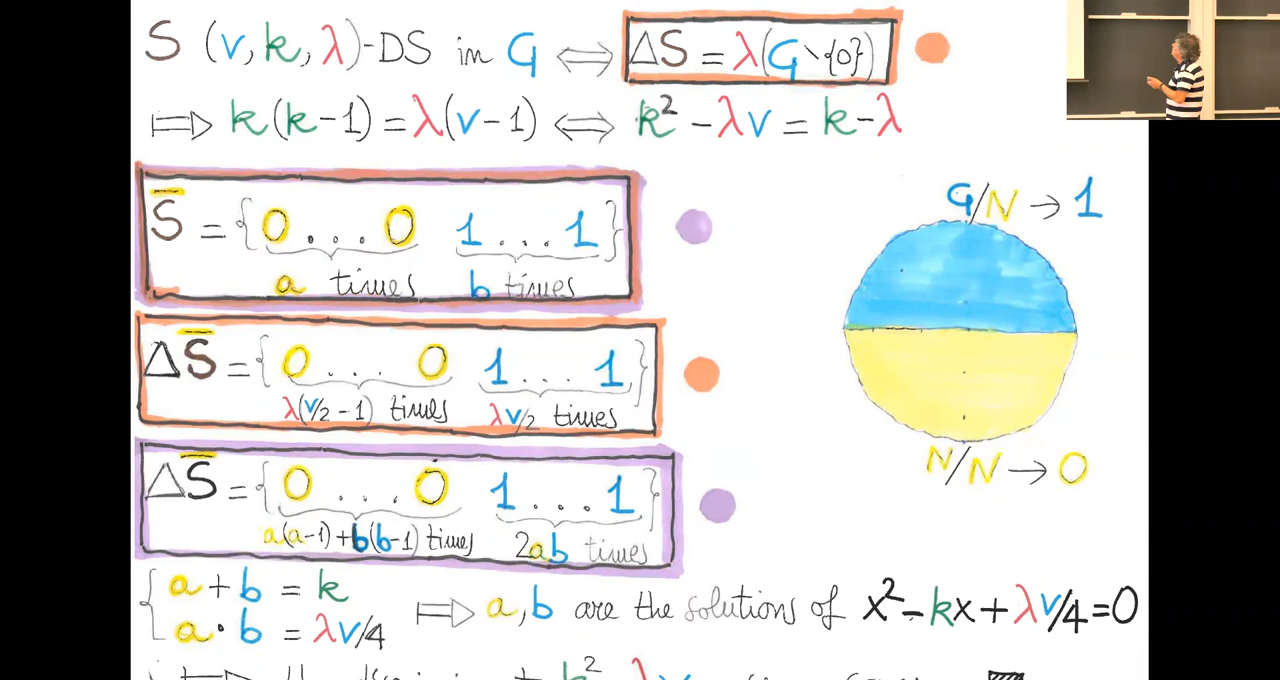 S (v, k, λ)-DS in G ⟺ ΔS = λ(G∖{0})
⟹ k(k-1) = λ(v-1) ⟺ k² - λv = k-λ
S̅ = {0 ... 0 1 ... 1}
a times b times
G/N → 1
ΔS̅ = {0 ... 0 1 ... 1}
λ(v/2 - 1) times λv/2 times
ΔS̅ = {0 ... 0 1 ... 1}
a(a-1)+b(b-1) times 2ab times
N/N → 0
{ a + b = k
a · b = λv/4
⟹ a, b are the solutions of x² - kx + λv/4 = 0